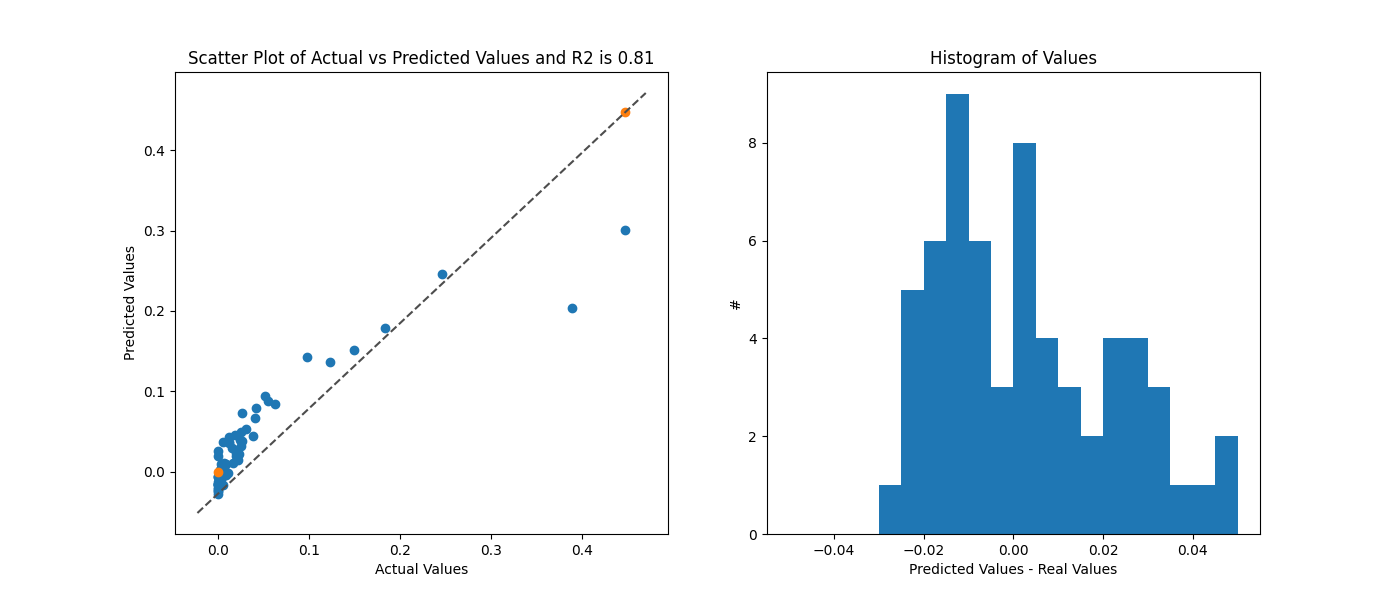 Scatter Plot of Actual vs Predicted Values and R2 is 0.81
Predicted Values
0.4
0.3
0.2
0.1
0.0
0.0 0.1 0.2 0.3 0.4
Actual Values
Histogram of Values
#
8
6
4
2
0
−0.04 −0.02 0.00 0.02 0.04
Predicted Values - Real Values